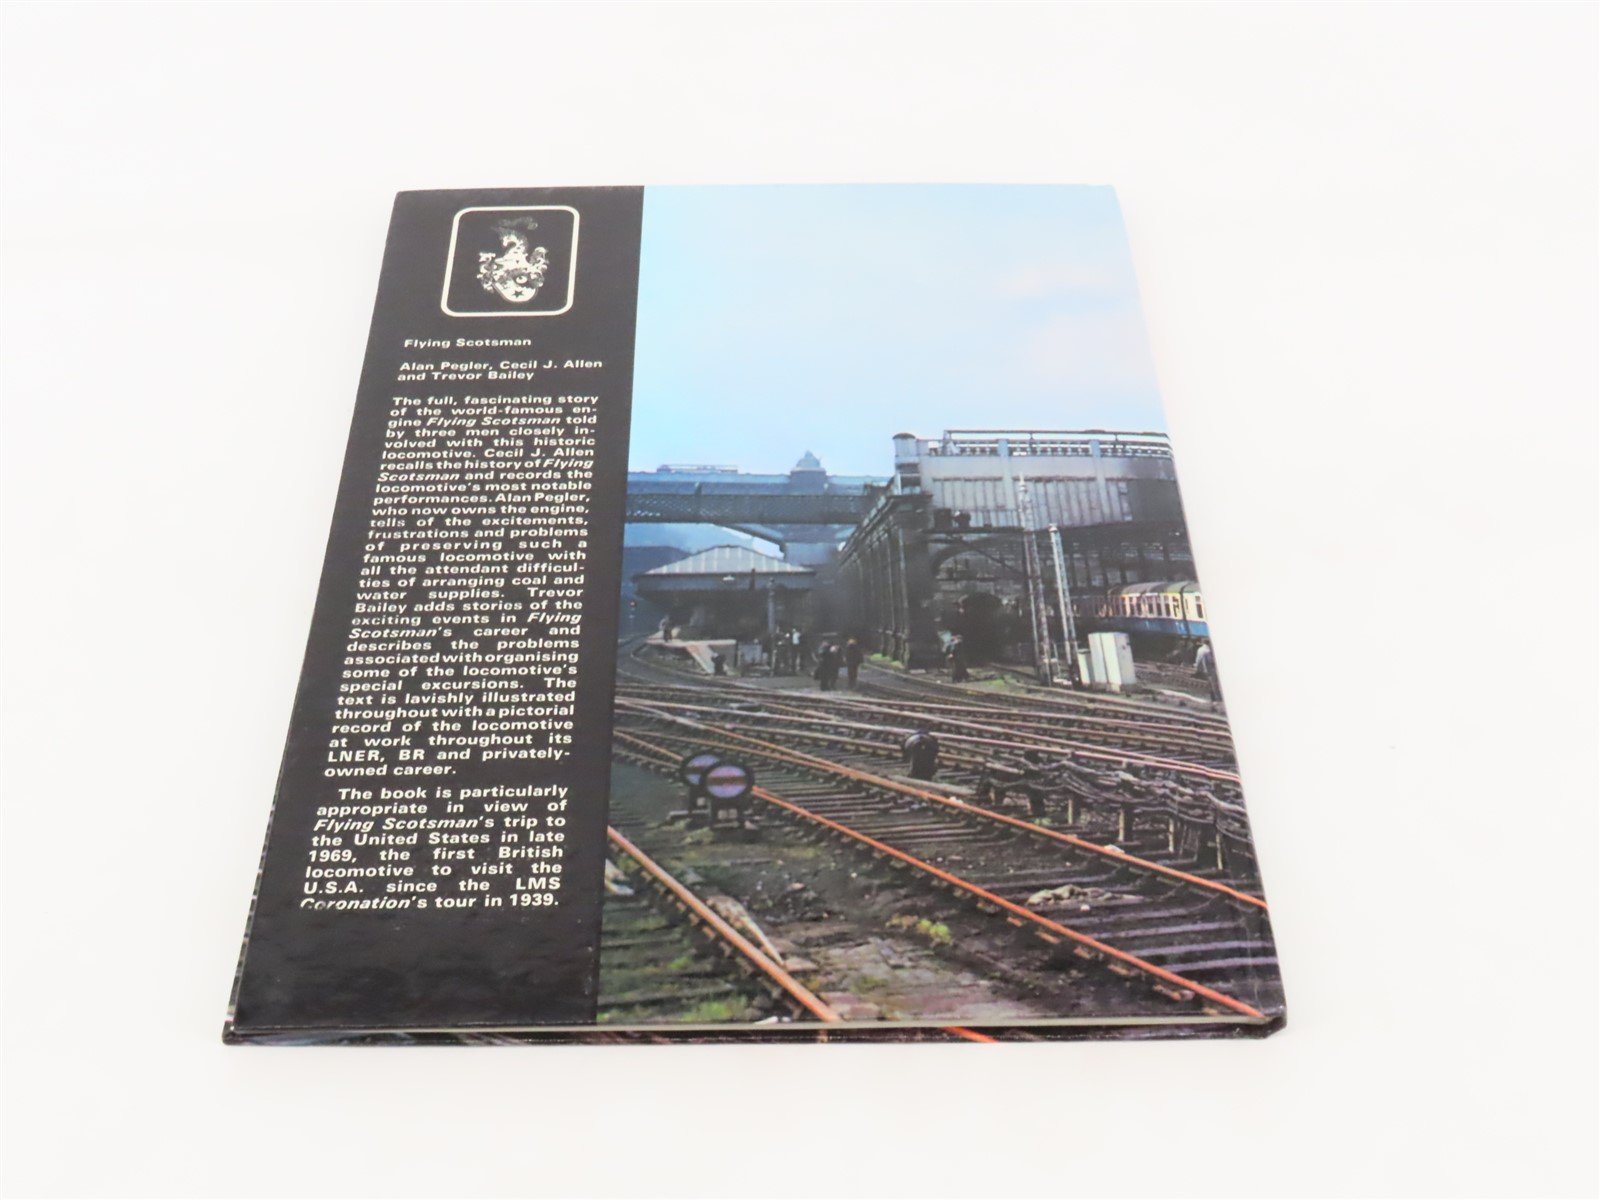 Flying Scotsman
Alan Pegler, Cecil J. Allen
and Trevor Bailey
The full, fascinating story
of the world-famous en-
gine Flying Scotsman told
by three men closely in-
volved with this historic
locomotive. Cecil J. Allen
recalls the history of Flying
Scotsman and records the
locomotive's most notable
performances. Alan Pegler,
who now owns the engine,
tells of the excitements,
frustrations and problems
of preserving such a
famous locomotive with
all the attendant difficul-
ties of arranging coal and
water supplies. Trevor
Bailey adds stories of the
exciting events in Flying
Scotsman's career and
describes the problems
associated with organising
some of the locomotive's
special excursions. The
text is lavishly illustrated
throughout with a pictorial
record of the locomotive
at work throughout its
LNER, BR and privately-
owned career.
The book is particularly
appropriate in view of
Flying Scotsman's trip to
the United States in late
1969, the first British
locomotive to visit the
U.S.A. since the LMS
Coronation's tour in 1939.